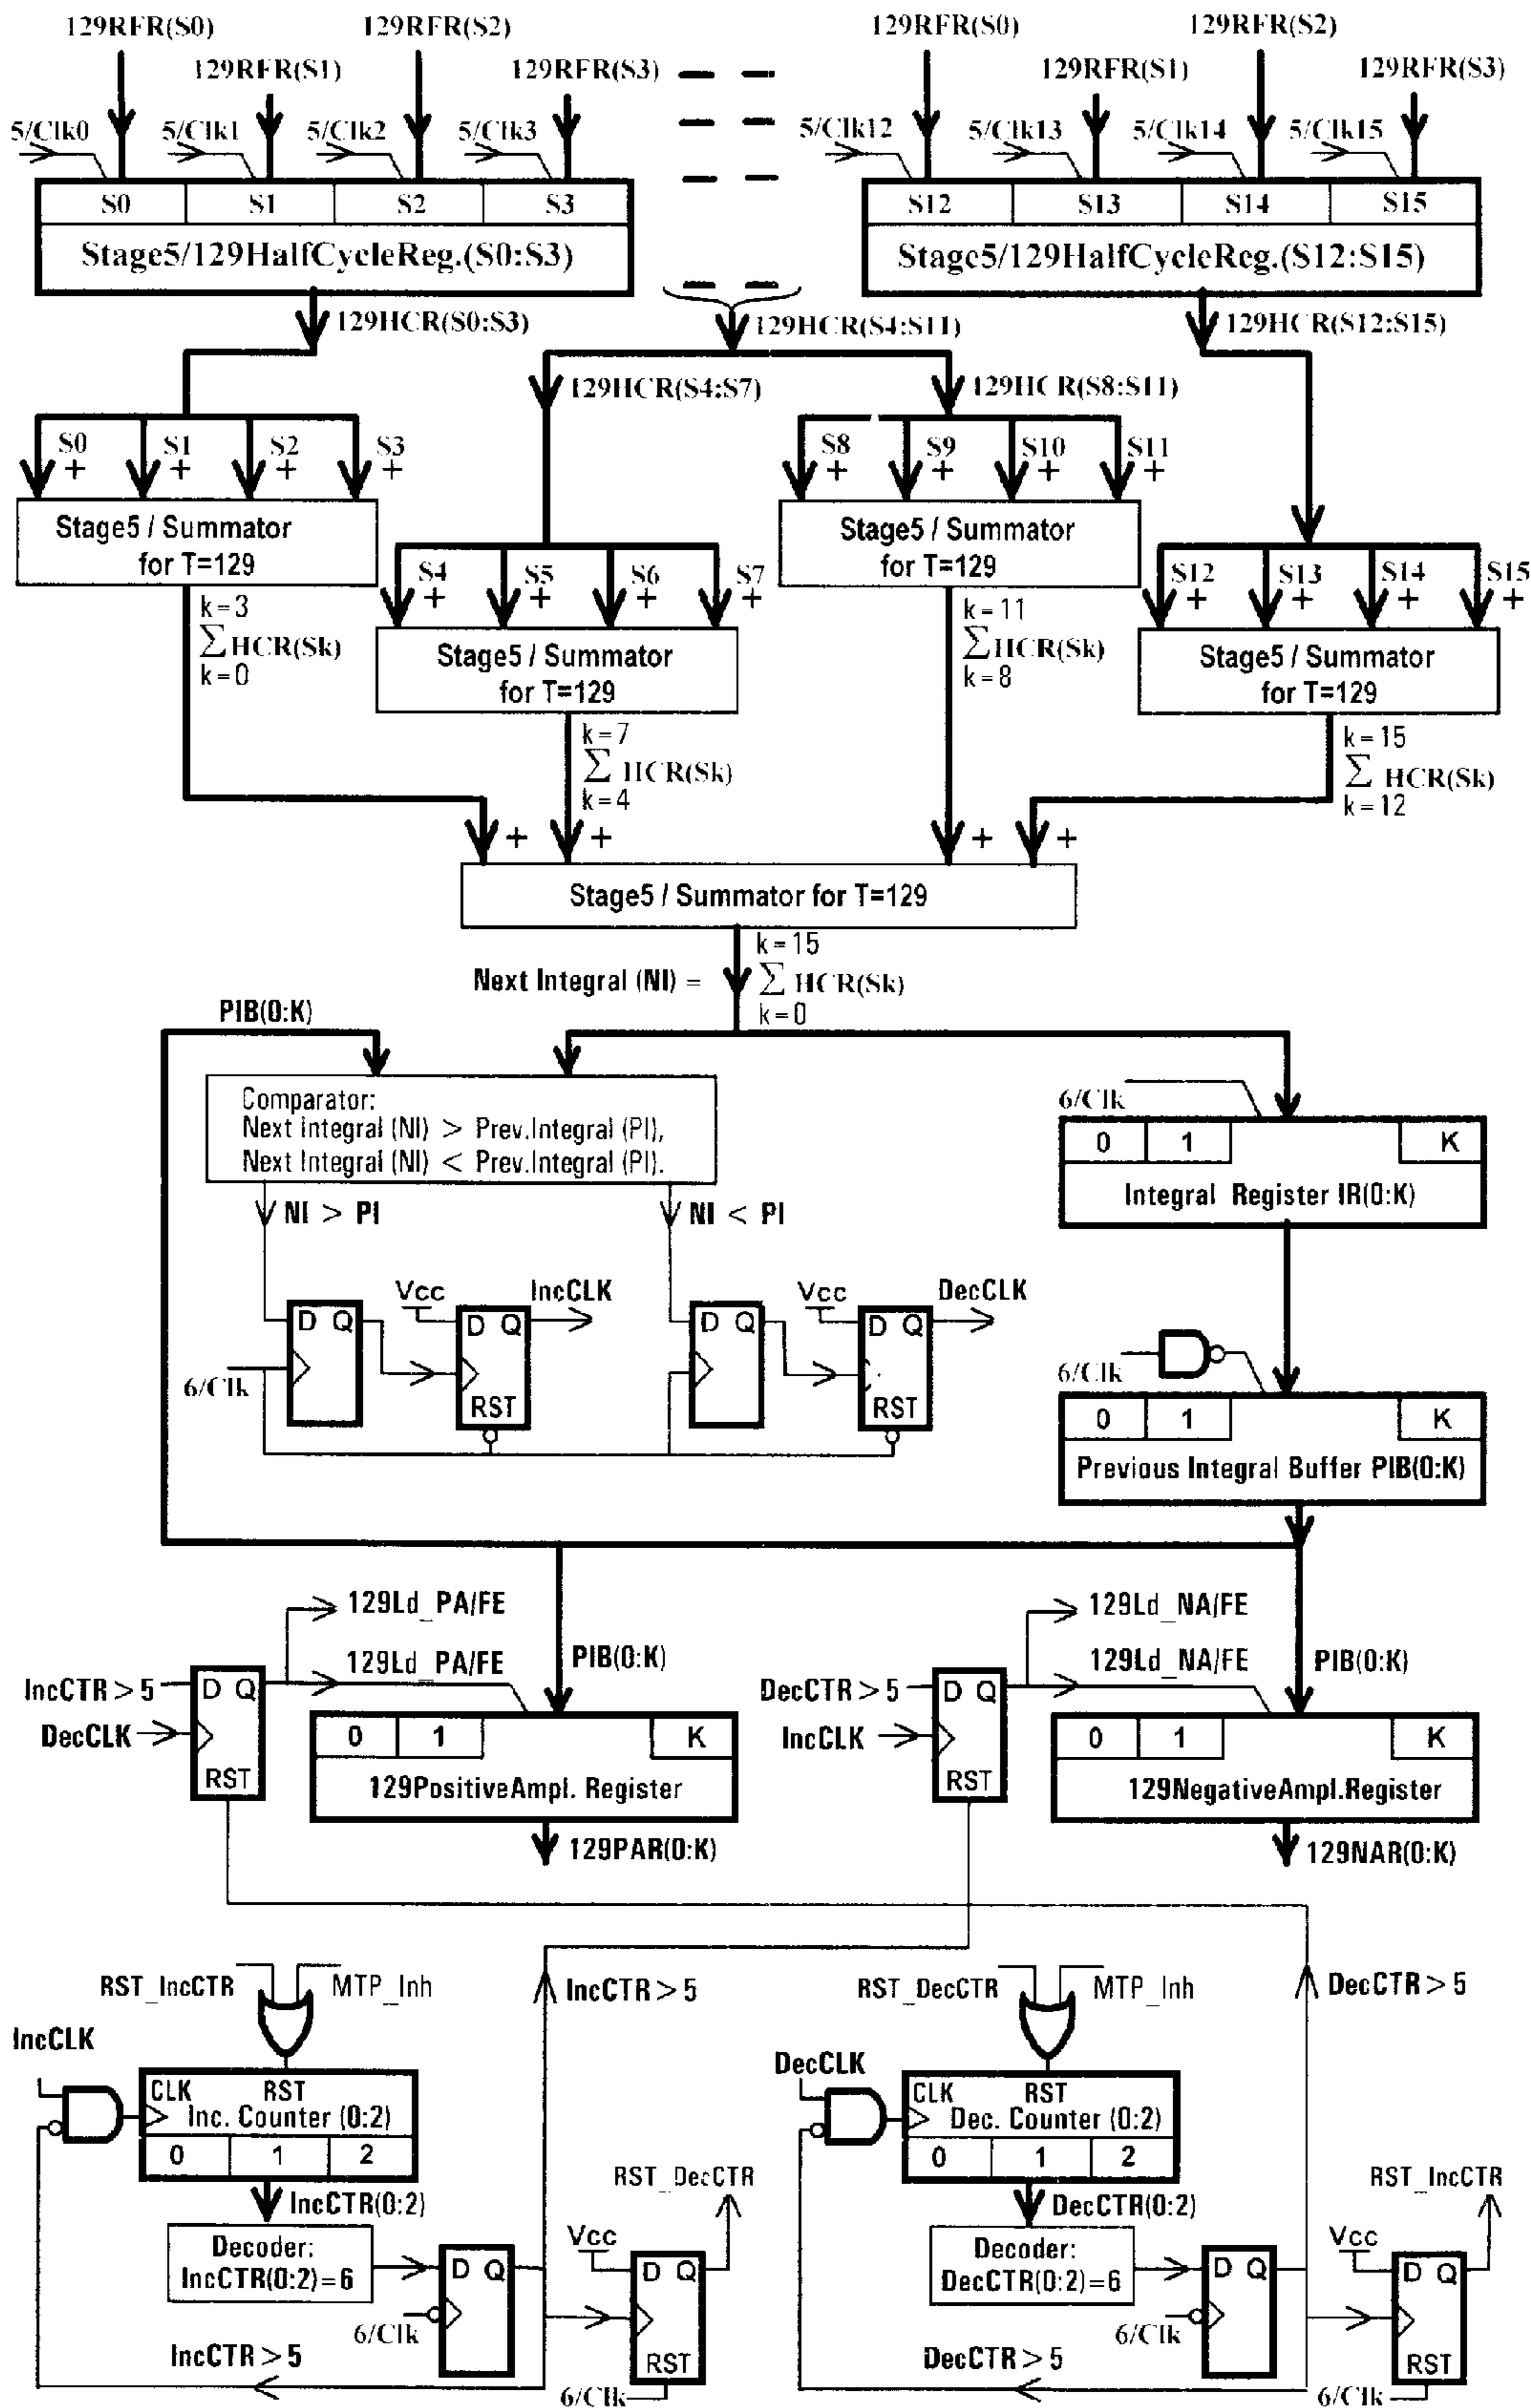 129RFR(S0)
129RFR(S2)
129RFR(S0)
129RFR(S2)
129RFR(S1)
129RFR(S3)
129RFR(S1)
129RFR(S3)
5/Clk0
5/Clk1
5/Clk2
5/Clk3
5/Clk12
5/Clk13
5/Clk14
5/Clk15
S0 S1 S2 S3
S12 S13 S14 S15
Stage5/129HalfCycleReg.(S0:S3)
Stage5/129HalfCycleReg.(S12:S15)
129HCR(S0:S3)
129HCR(S4:S11)
129HCR(S12:S15)
129HCR(S4:S7)
129HCR(S8:S11)
S0 + S1 + S2 + S3 +
S8 + S9 + S10 + S11 +
Stage5 / Summator
for T=129
Stage5 / Summator
for T=129
S4 + S5 + S6 + S7 +
S12 + S13 + S14 + S15 +
k=3
∑HCR(Sk)
k=0
Stage5 / Summator
for T=129
k=11
∑HCR(Sk)
k=8
Stage5 / Summator
for T=129
k=7
∑ HCR(Sk)
k=4
k=15
∑ HCR(Sk)
k=12
+ + + +
Stage5 / Summator for T=129
Next Integral (NI) =
k=15
∑ HCR(Sk)
k=0
PIB(0:K)
Comparator:
Next integral (NI) > Prev.Integral (PI),
Next Integral (NI) < Prev.Integral (PI).
6/Clk
0 1 K
Integral Register IR(0:K)
NI > PI
NI < PI
Vcc
IncCLK
Vcc
DecCLK
D Q
D Q
D Q
D Q
6/Clk
RST
RST
6/Clk
0 1 K
Previous Integral Buffer PIB(0:K)
129Ld_PA/FE
129Ld_NA/FE
129Ld_PA/FE
PIB(0:K)
129Ld_NA/FE
PIB(0:K)
IncCTR > 5
D Q
DecCLK
RST
DecCTR > 5
D Q
IncCLK
RST
0 1 K
129PositiveAmpl. Register
0 1 K
129NegativeAmpl.Register
129PAR(0:K)
129NAR(0:K)
RST_IncCTR
MTP_Inh
IncCTR > 5
RST_DecCTR
MTP_Inh
DecCTR > 5
IncCLK
DecCLK
CLK RST
Inc. Counter (0:2)
0 1 2
CLK RST
Dec. Counter (0:2)
0 1 2
IncCTR(0:2)
RST_DecCTR
DecCTR(0:2)
RST_IncCTR
Decoder:
IncCTR(0:2)=6
D Q
Vcc
D Q
Decoder:
DecCTR(0:2)=6
D Q
Vcc
D Q
6/Clk
6/Clk
IncCTR > 5
RST
DecCTR > 5
RST
6/Clk
6/Clk